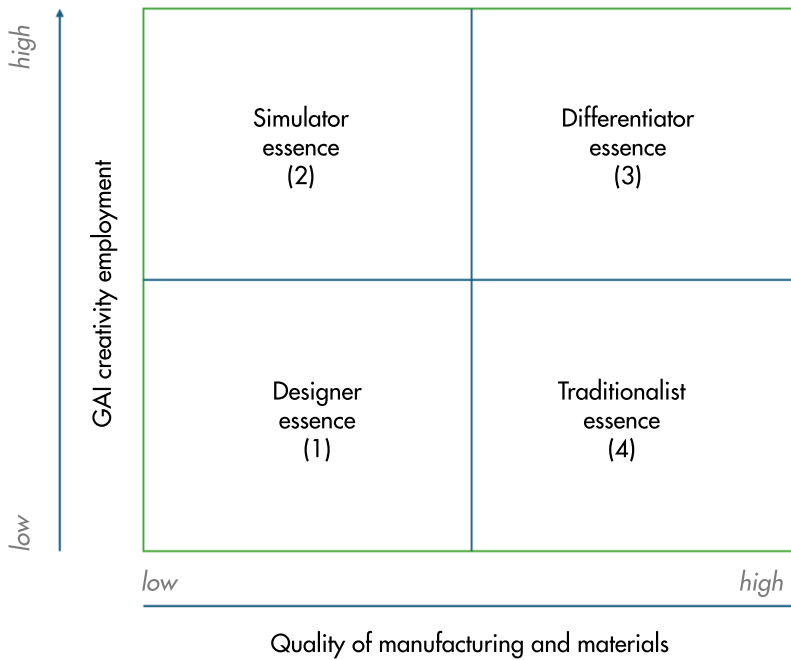 high
Simulator
essence
(2)
Differentiator
essence
(3)
GAI creativity employment
Designer
essence
(1)
Traditionalist
essence
(4)
low
low
high
Quality of manufacturing and materials